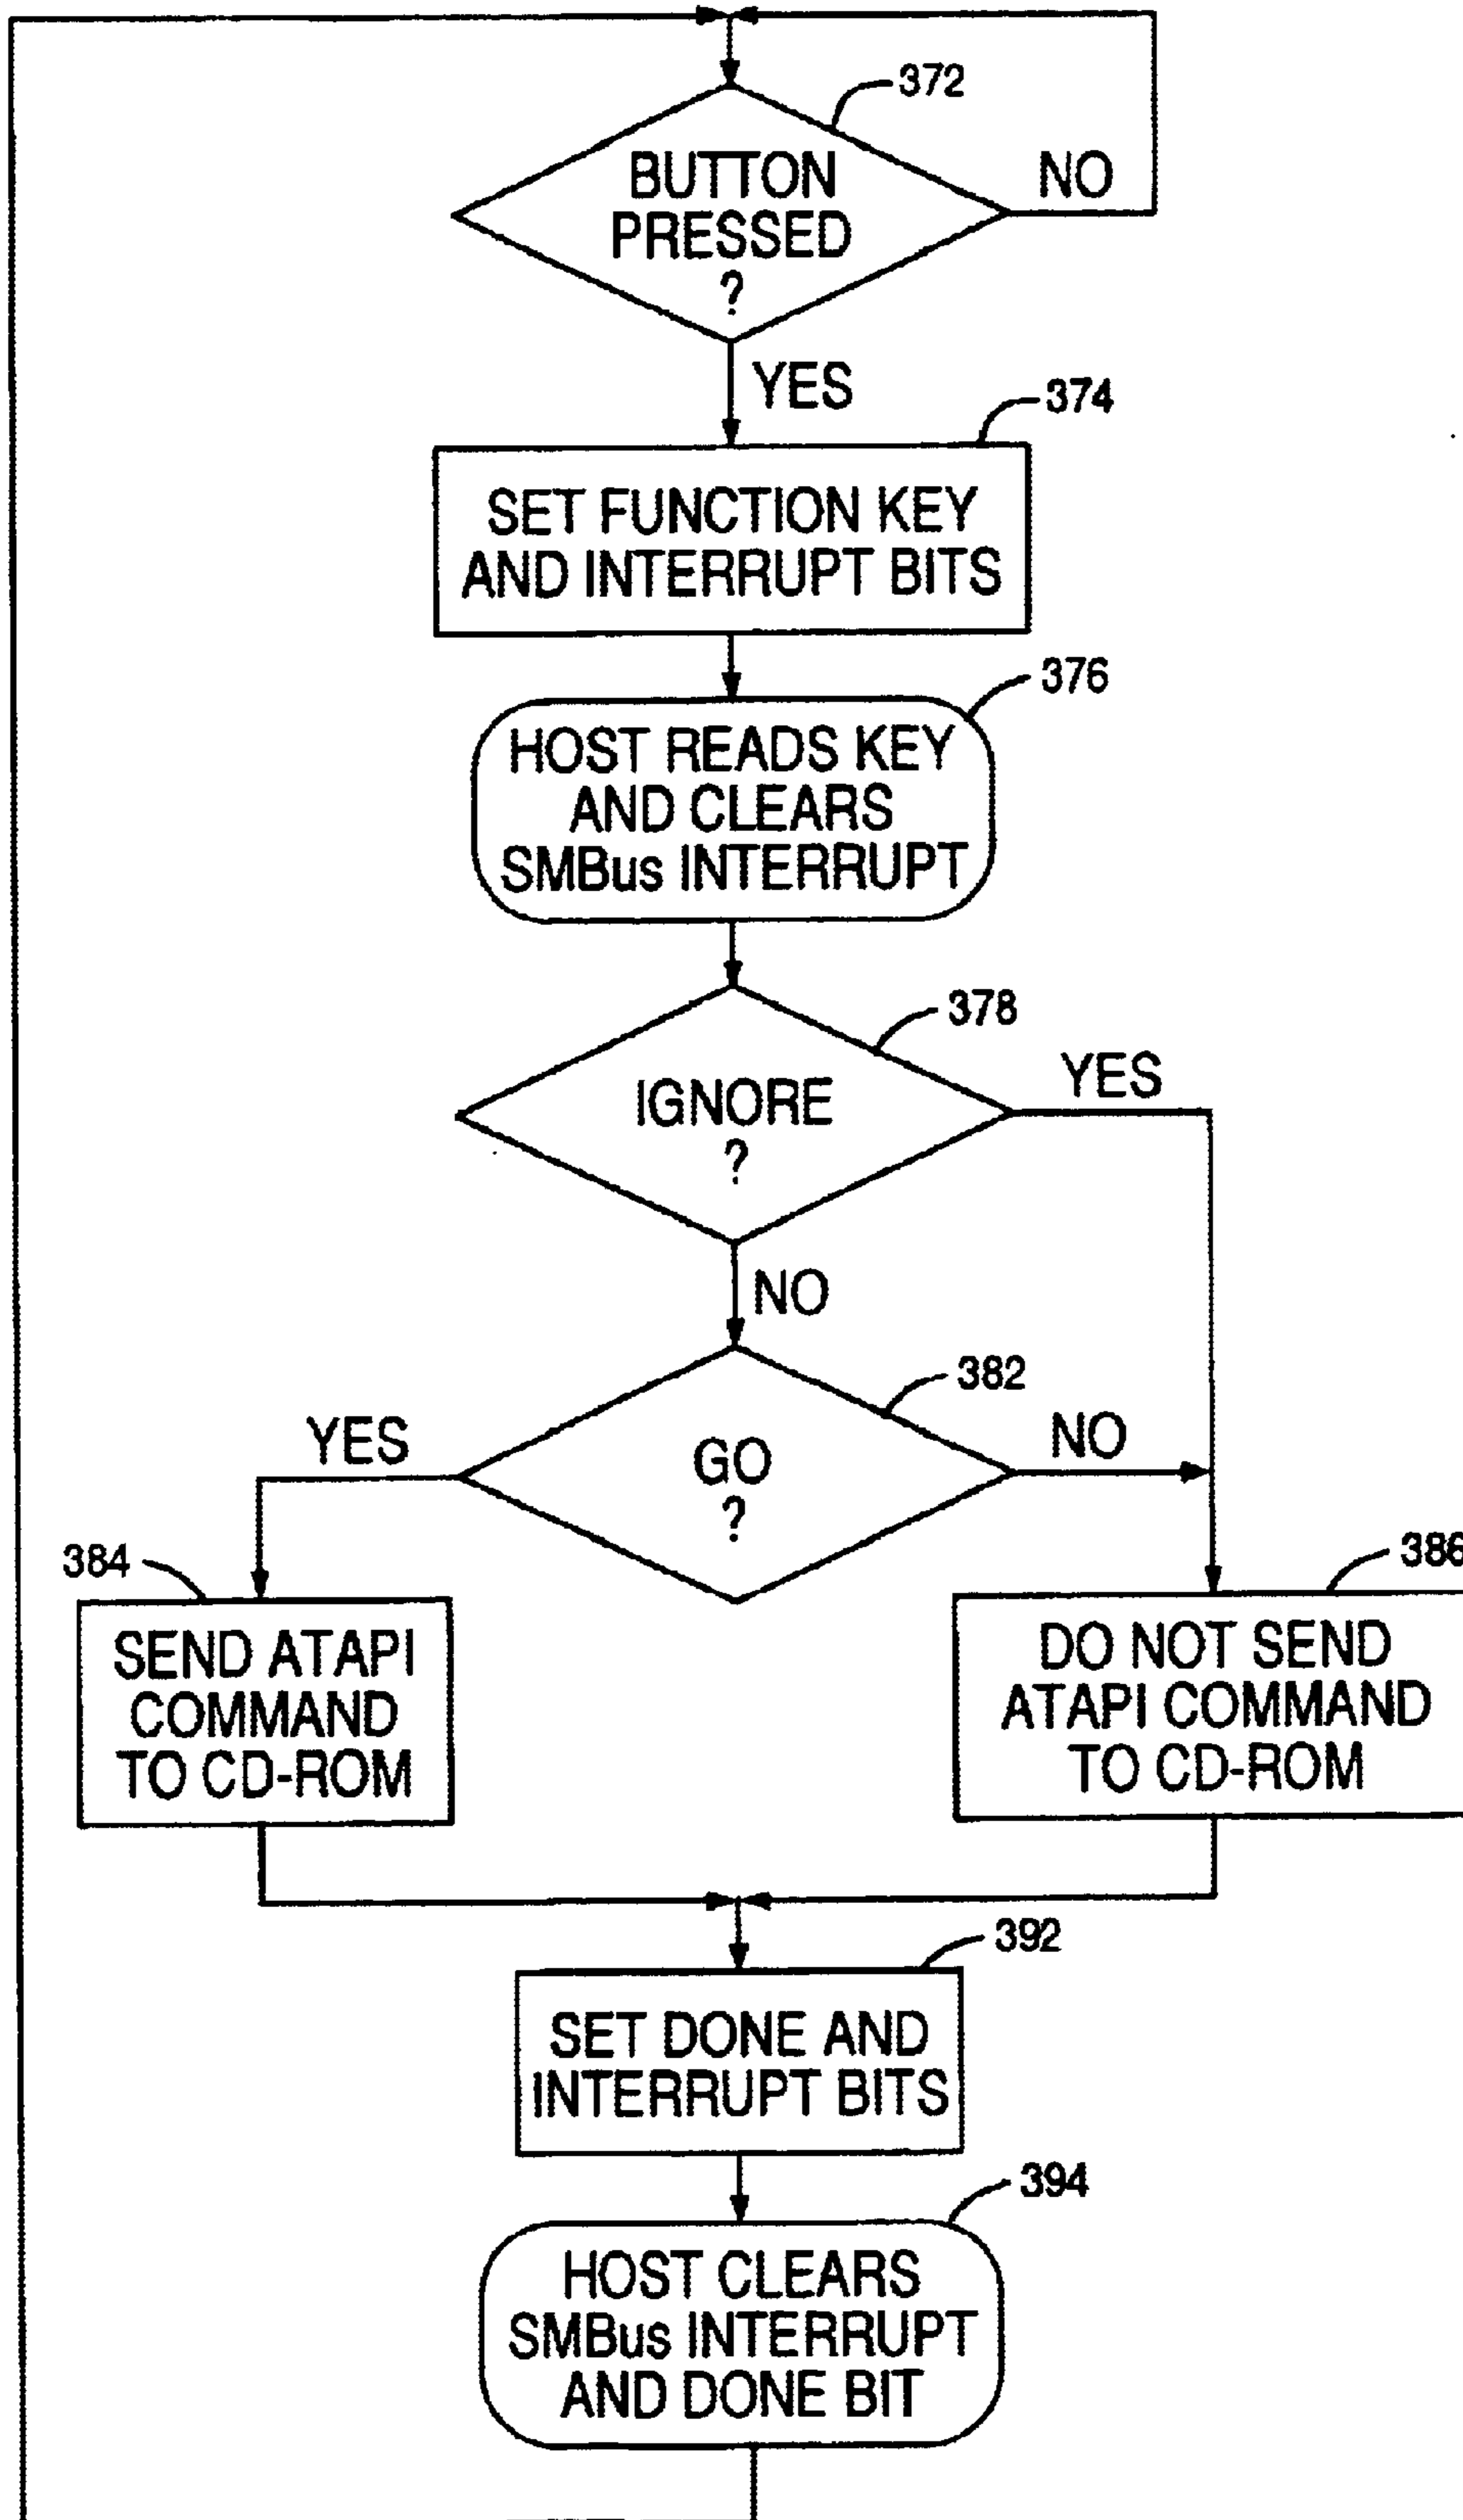 372
BUTTON
PRESSED
?
NO
YES
374
SET FUNCTION KEY
AND INTERRUPT BITS
376
HOST READS KEY
AND CLEARS
SMBus INTERRUPT
378
IGNORE
?
YES
NO
382
GO
?
YES
NO
384
SEND ATAPI
COMMAND
TO CD-ROM
386
DO NOT SEND
ATAPI COMMAND
TO CD-ROM
392
SET DONE AND
INTERRUPT BITS
394
HOST CLEARS
SMBus INTERRUPT
AND DONE BIT